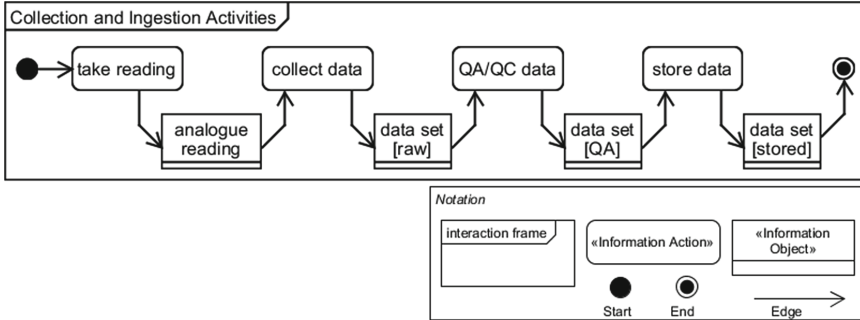 Collection and Ingestion Activities
take reading
collect data
QA/QC data
store data
analogue
reading
data set
[raw]
data set
[QA]
data set
[stored]
Notation
interaction frame
«Information Action»
«Information
Object»
Start
End
Edge